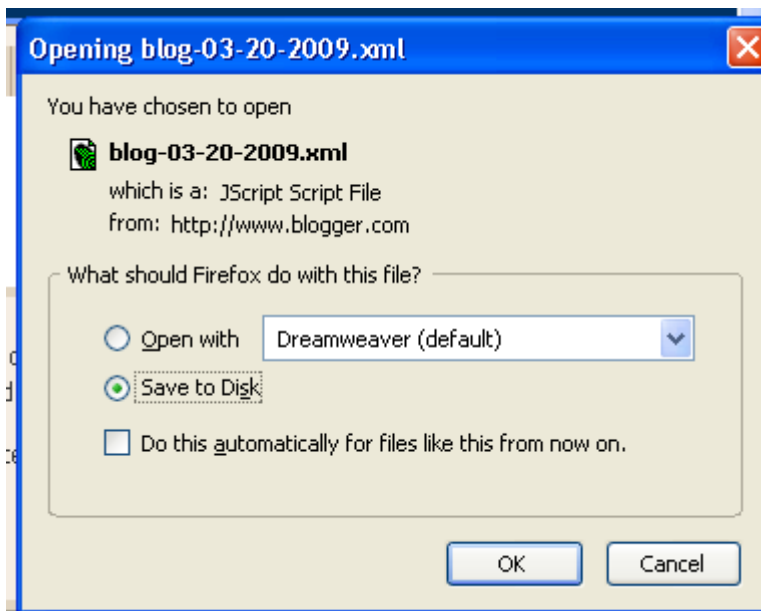 Opening blog-03-20-2009.xml
You have chosen to open
blog-03-20-2009.xml
which is a: JScript Script File
from: http://www.blogger.com
What should Firefox do with this file?
Open with Dreamweaver (default)
Save to Disk
Do this automatically for files like this from now on.
OK Cancel